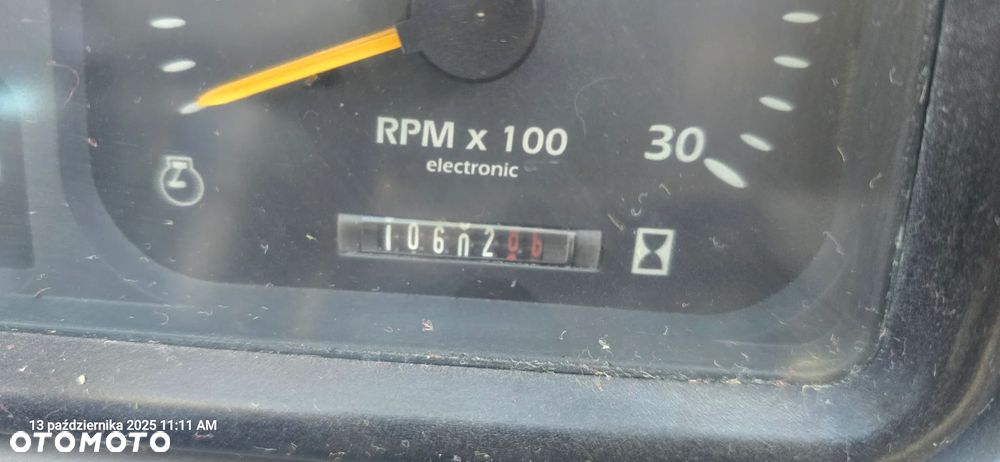 RPM x 100
electronic
30
13 października 2025 11:11 AM
OTOMOTO